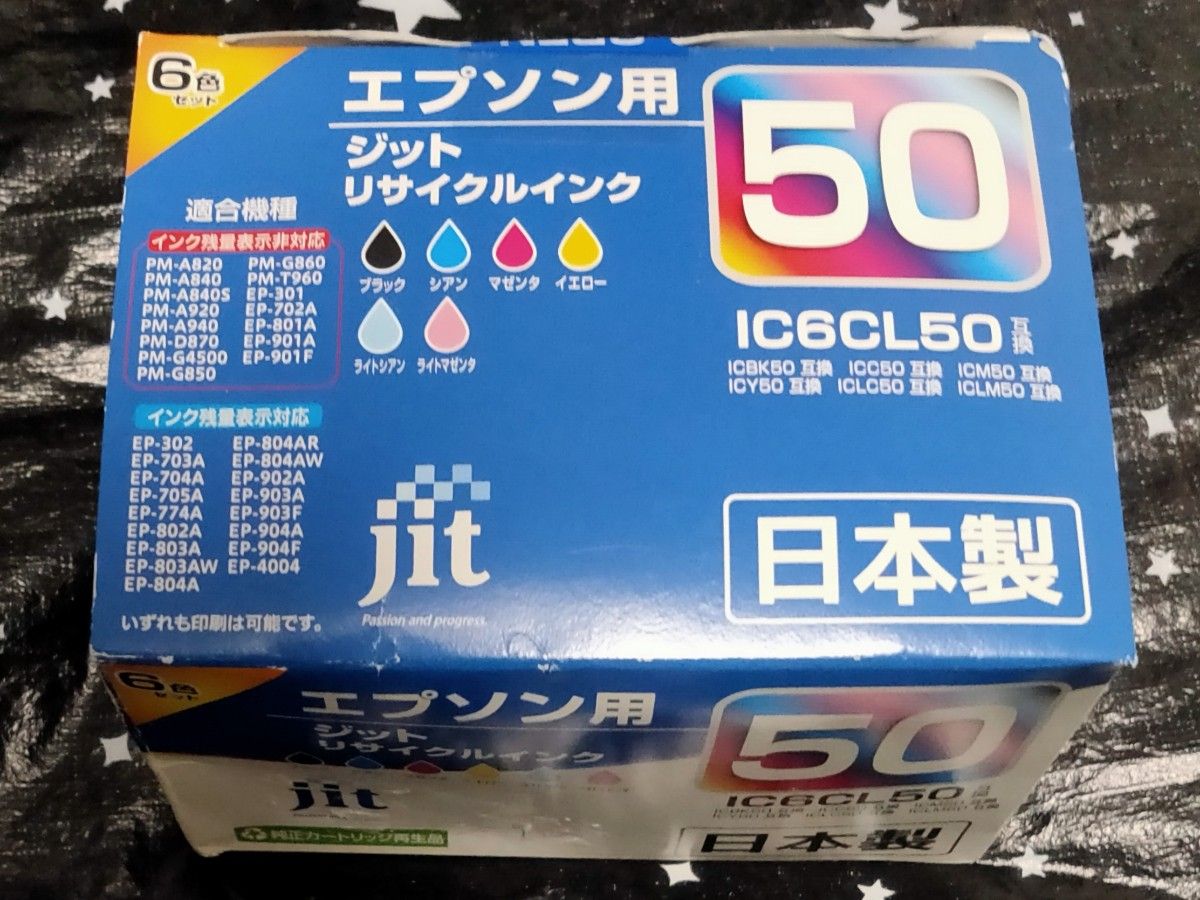 6色
セット
エプソン用
ジット
リサイクルインク
50
適合機種
インク残量表示非対応
PM-A820 PM-G860
PM-A840 PM-T960
PM-A840S EP-301
PM-A920 EP-702A
PM-A940 EP-801A
PM-D870 EP-901A
PM-G4500 EP-901F
PM-G850
ブラック シアン マゼンタ イエロー
ライトシアン ライトマゼンタ
IC6CL50 互換
ICBK50 互換 ICC50 互換 ICM50 互換
ICY50 互換 ICLC50 互換 ICLM50 互換
インク残量表示対応
EP-302 EP-804AR
EP-703A EP-804AW
EP-704A EP-902A
EP-705A EP-903A
EP-774A EP-903F
EP-802A EP-904A
EP-803A EP-904F
EP-803AW EP-4004
EP-804A
いずれも印刷は可能です。
jit
Passion and progress.
日本製
6色
セット
エプソン用
ジット
リサイクルインク
50
jit
IC6CL50
純正カートリッジ再生品
日本製